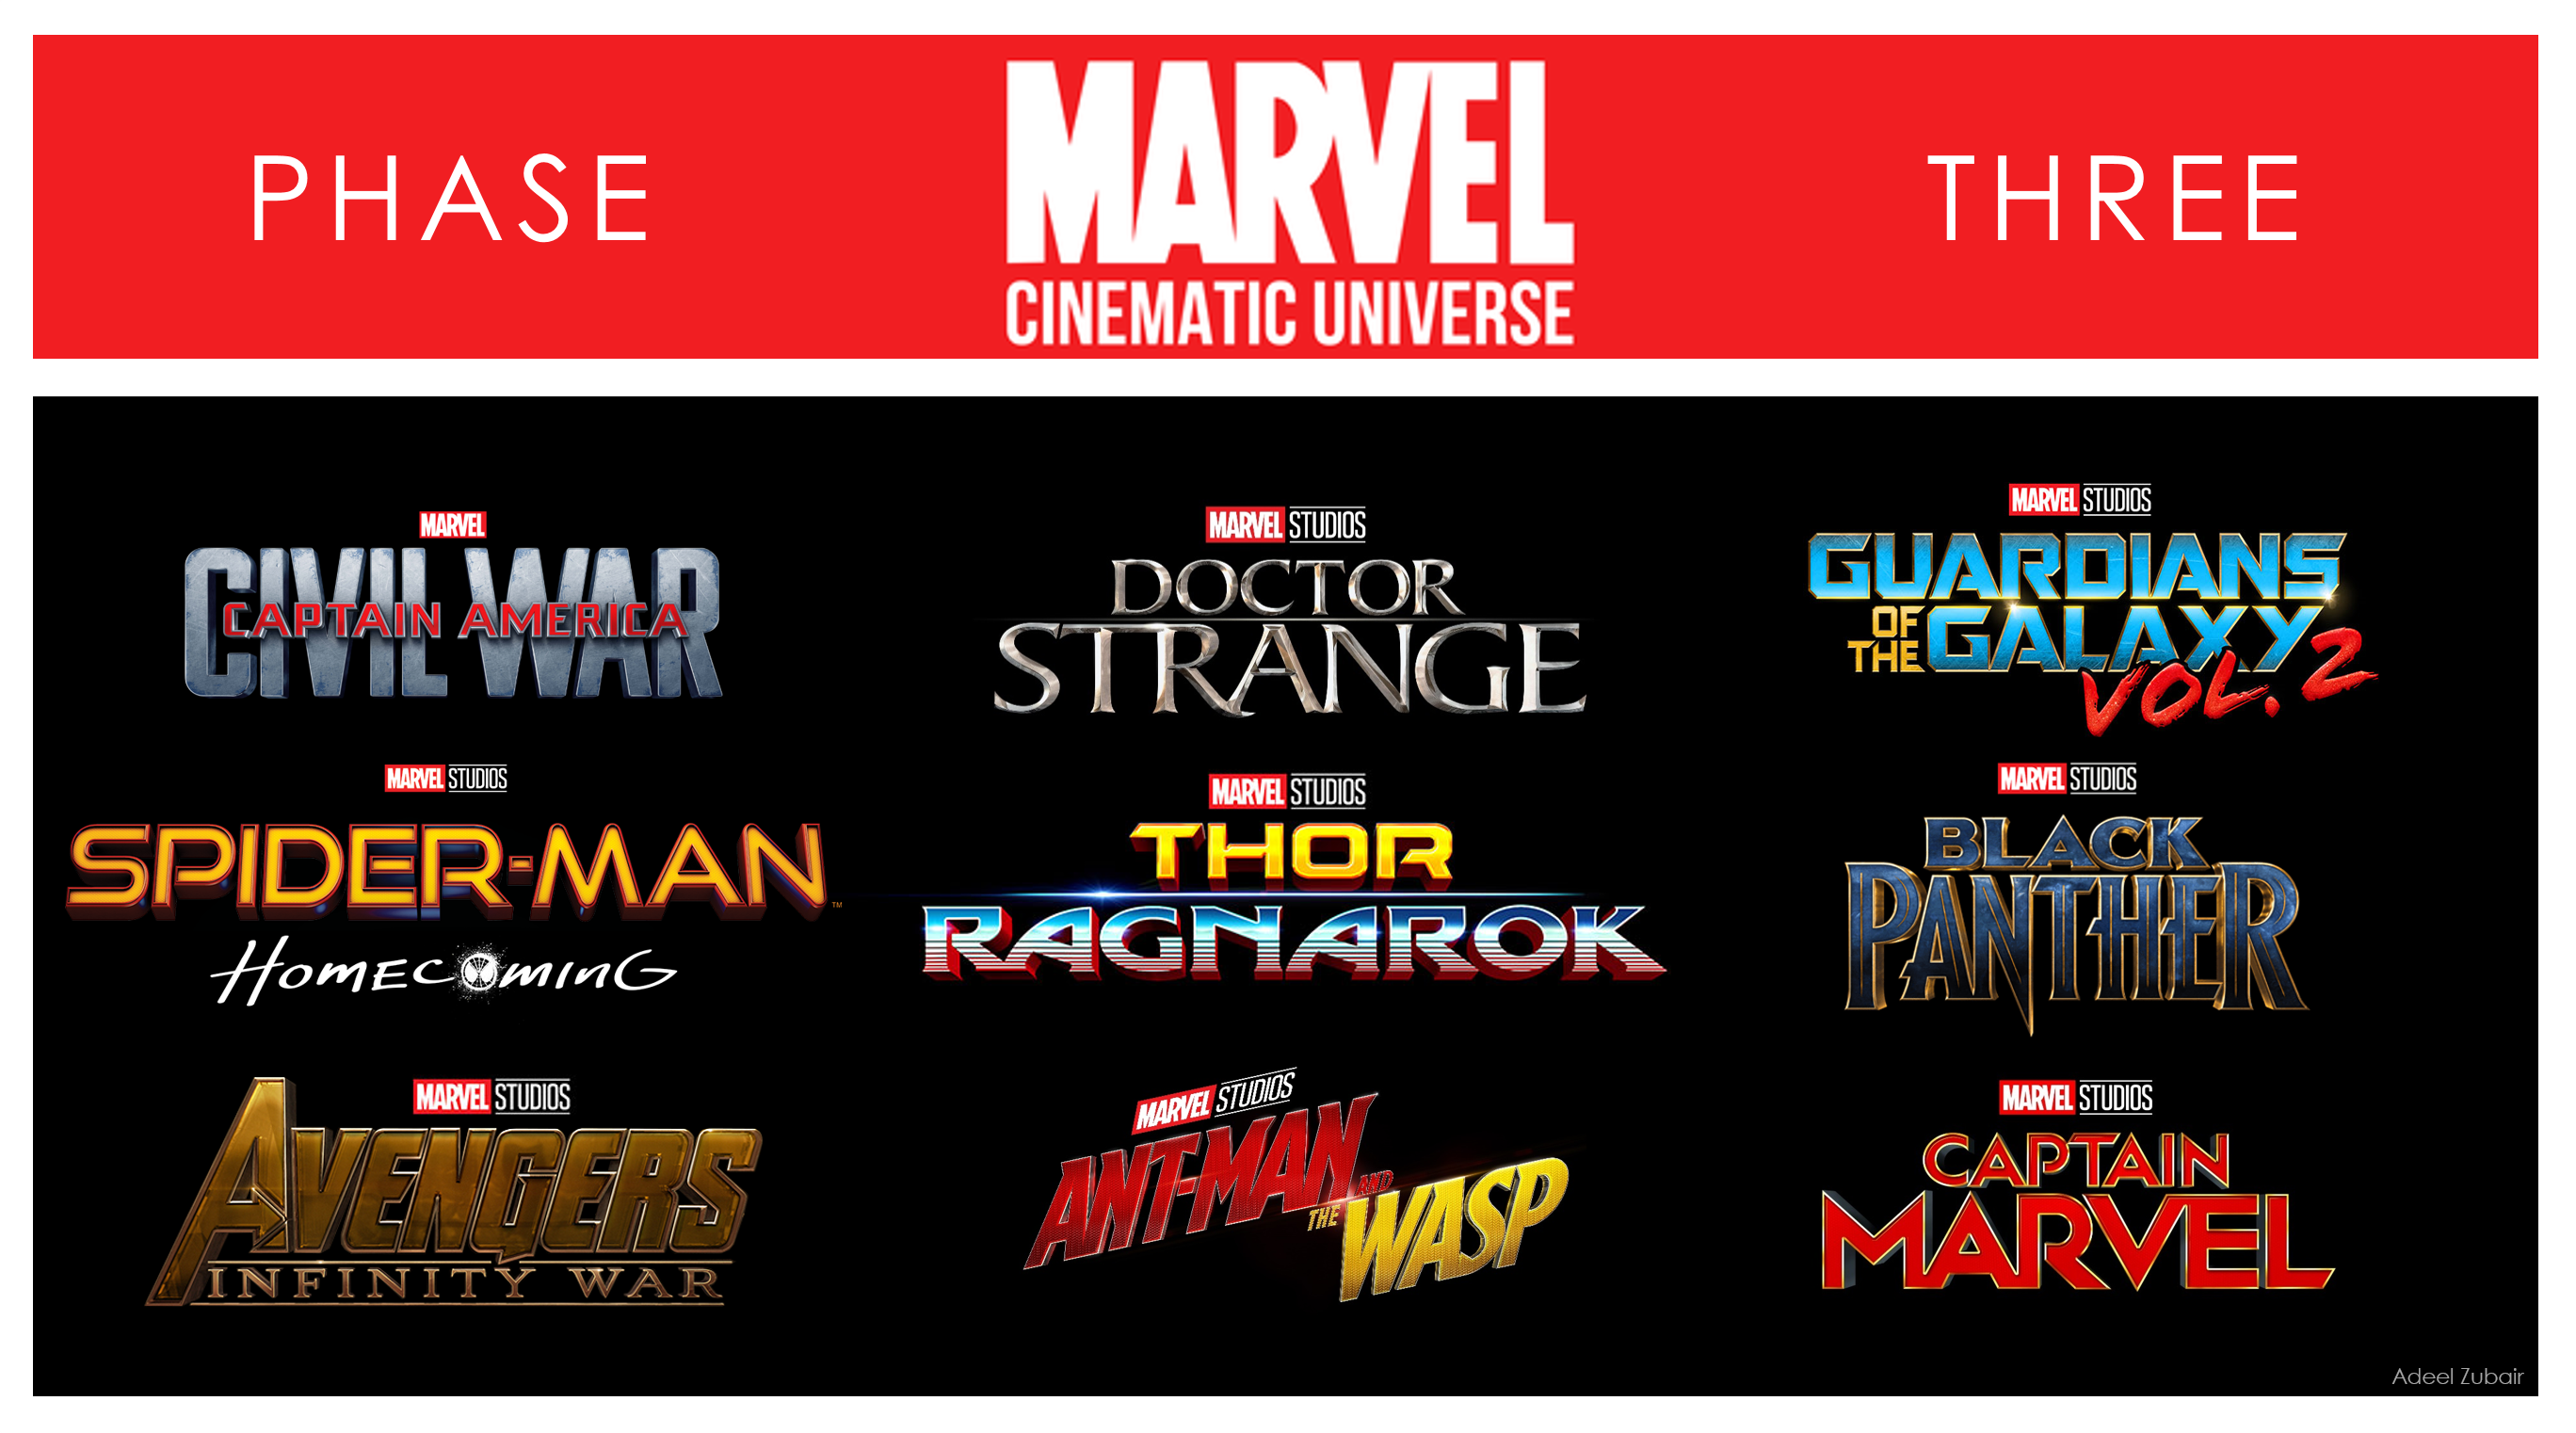 PHASE
MARVEL
CINEMATIC UNIVERSE
THREE
MARVEL
CIVIL WAR
CAPTAIN AMERICA
MARVEL STUDIOS
DOCTOR
STRANGE
MARVEL STUDIOS
GUARDIANS
OF THE GALAXY
VOL. 2
MARVEL STUDIOS
SPIDER-MAN™
HOMECOMING
MARVEL STUDIOS
THOR
RAGNAROK
MARVEL STUDIOS
BLACK
PANTHER
MARVEL STUDIOS
AVENGERS
INFINITY WAR
MARVEL STUDIOS
ANT-MAN
AND
THE WASP
MARVEL STUDIOS
CAPTAIN
MARVEL
Adeel Zubair